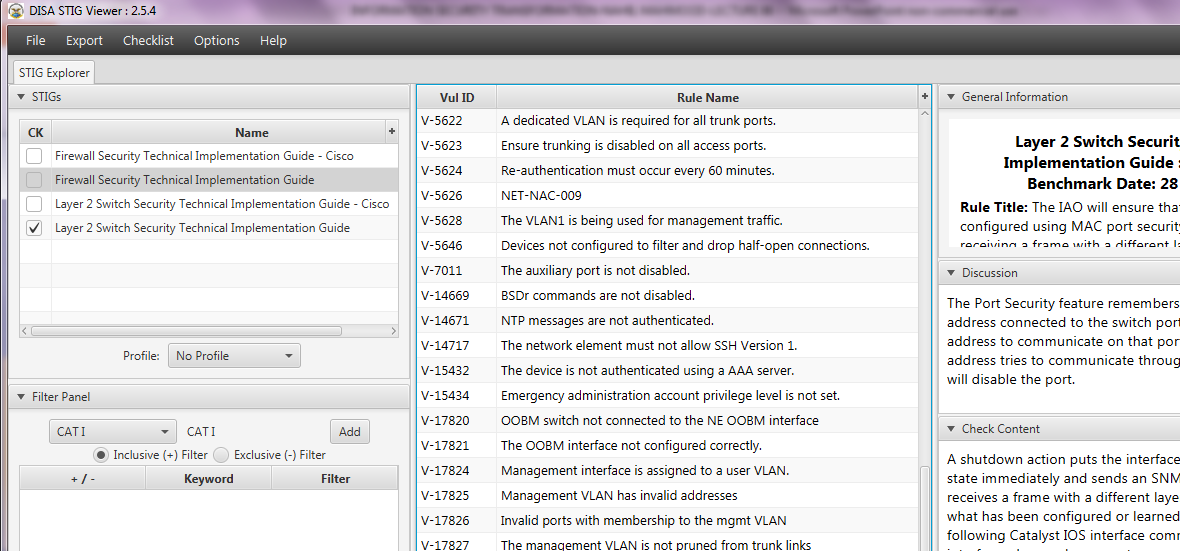 DISA STIG Viewer : 2.5.4
File Export Checklist Options Help
STIG Explorer
STIGs
CK Name +
Firewall Security Technical Implementation Guide - Cisco
Firewall Security Technical Implementation Guide
Layer 2 Switch Security Technical Implementation Guide - Cisco
Layer 2 Switch Security Technical Implementation Guide
Profile: No Profile
Filter Panel
CAT I CAT I Add
Inclusive (+) Filter Exclusive (-) Filter
+ / - Keyword Filter
Vul ID Rule Name +
V-5622 A dedicated VLAN is required for all trunk ports.
V-5623 Ensure trunking is disabled on all access ports.
V-5624 Re-authentication must occur every 60 minutes.
V-5626 NET-NAC-009
V-5628 The VLAN1 is being used for management traffic.
V-5646 Devices not configured to filter and drop half-open connections.
V-7011 The auxiliary port is not disabled.
V-14669 BSDr commands are not disabled.
V-14671 NTP messages are not authenticated.
V-14717 The network element must not allow SSH Version 1.
V-15432 The device is not authenticated using a AAA server.
V-15434 Emergency administration account privilege level is not set.
V-17820 OOBM switch not connected to the NE OOBM interface
V-17821 The OOBM interface not configured correctly.
V-17824 Management interface is assigned to a user VLAN.
V-17825 Management VLAN has invalid addresses
V-17826 Invalid ports with membership to the mgmt VLAN
V-17827 The management VLAN is not pruned from trunk links
General Information
Layer 2 Switch Securit
Implementation Guide :
Benchmark Date: 28
Rule Title: The IAO will ensure that
configured using MAC port security
receiving a frame with a different la
Discussion
The Port Security feature remembers
address connected to the switch port
address to communicate on that por
address tries to communicate throug
will disable the port.
Check Content
A shutdown action puts the interface
state immediately and sends an SNM
receives a frame with a different laye
what has been configured or learned
following Catalyst IOS interface comm